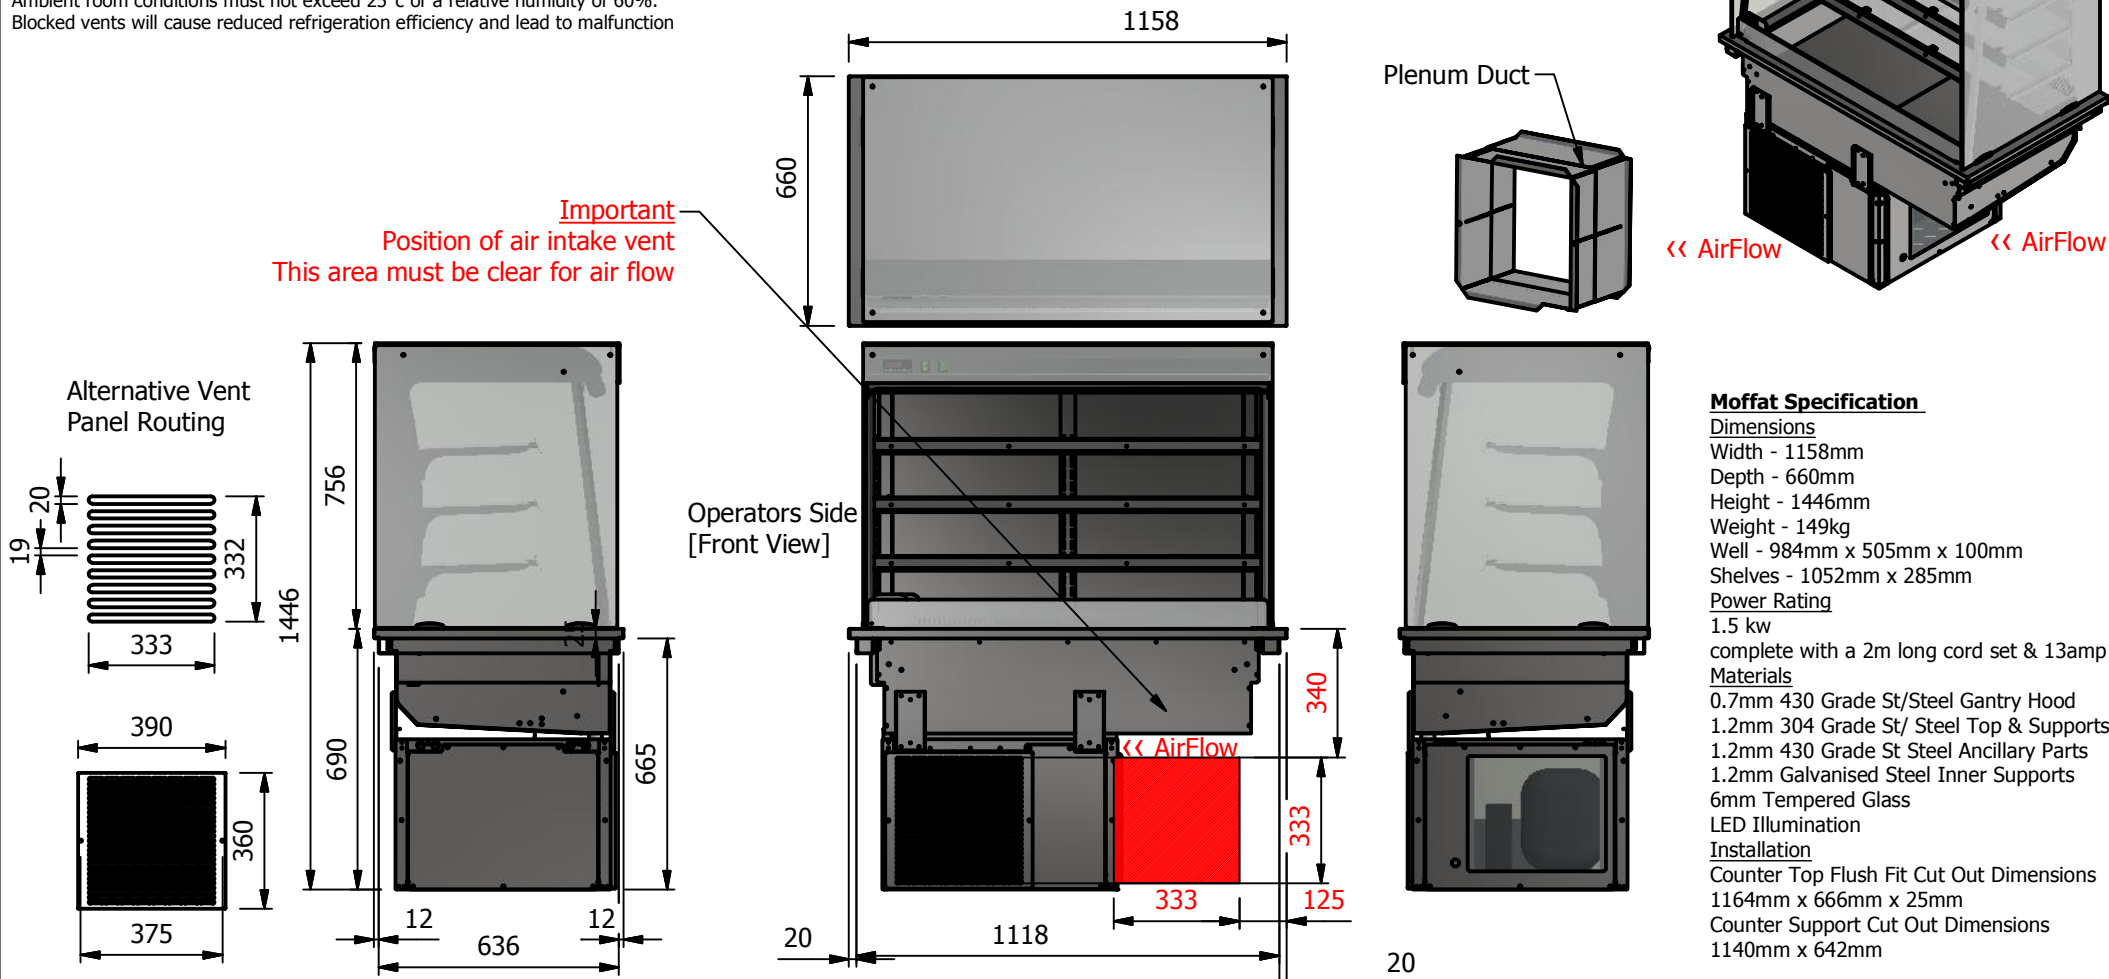 Ambient room conditions must not exceed 25°c or a relative humidity of 60%.
Blocked vents will cause reduced refrigeration efficiency and lead to malfunction
1158
660
Plenum Duct
‹‹ AirFlow
‹‹ AirFlow
Important
Position of air intake vent
This area must be clear for air flow
Alternative Vent
Panel Routing
20
19
332
333
390
360
375
1446
756
690
25
665
12
12
636
Operators Side
[Front View]
‹‹ AirFlow
340
333
333
125
20
1118
20
Moffat Specification
Dimensions
Width - 1158mm
Depth - 660mm
Height - 1446mm
Weight - 149kg
Well - 984mm x 505mm x 100mm
Shelves - 1052mm x 285mm
Power Rating
1.5 kw
complete with a 2m long cord set & 13amp
Materials
0.7mm 430 Grade St/Steel Gantry Hood
1.2mm 304 Grade St/ Steel Top & Supports
1.2mm 430 Grade St Steel Ancillary Parts
1.2mm Galvanised Steel Inner Supports
6mm Tempered Glass
LED Illumination
Installation
Counter Top Flush Fit Cut Out Dimensions
1164mm x 666mm x 25mm
Counter Support Cut Out Dimensions
1140mm x 642mm